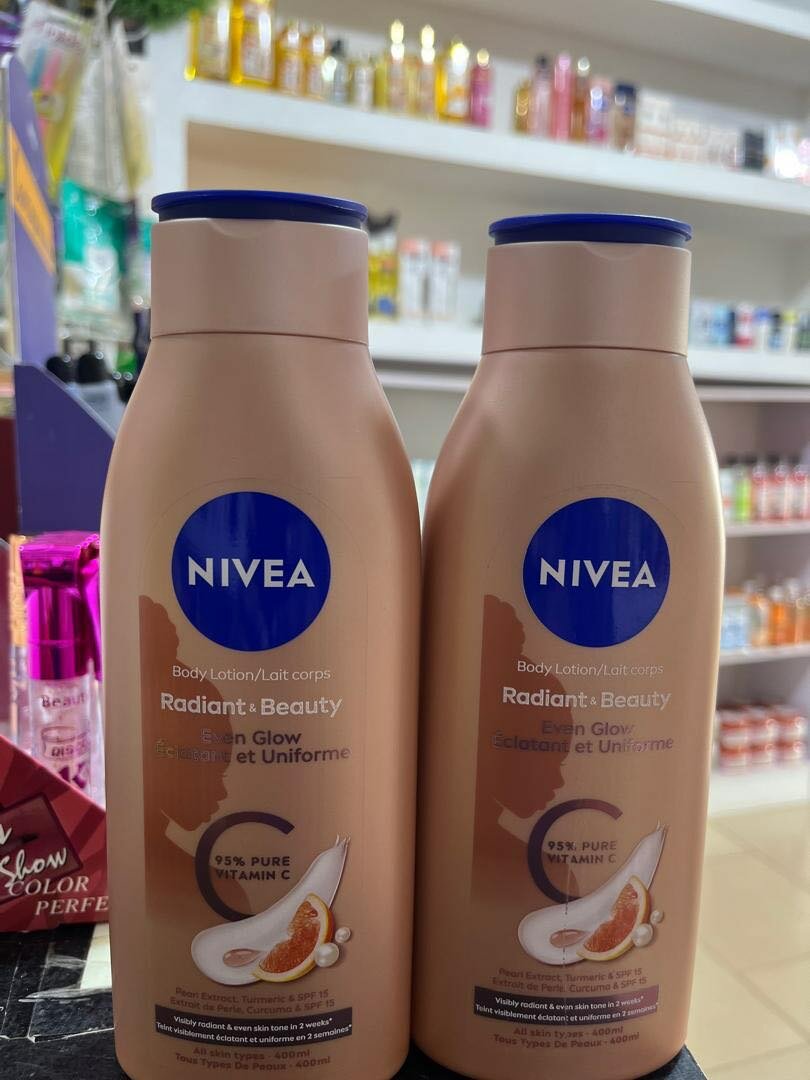 NIVEA
Body Lotion/Lait corps
Radiant & Beauty
Even Glow
Éclatant et Uniforme
C
95% PURE
VITAMIN C
Pearl Extract, Turmeric & SPF 15
Extrait de Perle, Curcuma & SPF 15
Visibly radiant & even skin tone in 2 weeks*
Teint visiblement éclatant et uniforme en 2 semaines*
All skin types - 400ml
Tous Types De Peaux - 400ml
NIVEA
Body Lotion/Lait corps
Radiant & Beauty
Even Glow
Éclatant et Uniforme
C
95% PURE
VITAMIN C
Pearl Extract, Turmeric & SPF 15
Extrait de Perle, Curcuma & SPF 15
Visibly radiant & even skin tone in 2 weeks*
Teint visiblement éclatant et uniforme en 2 semaines*
All skin types - 400ml
Tous Types De Peaux - 400ml
Beaut
Show
COLOR
PERFE